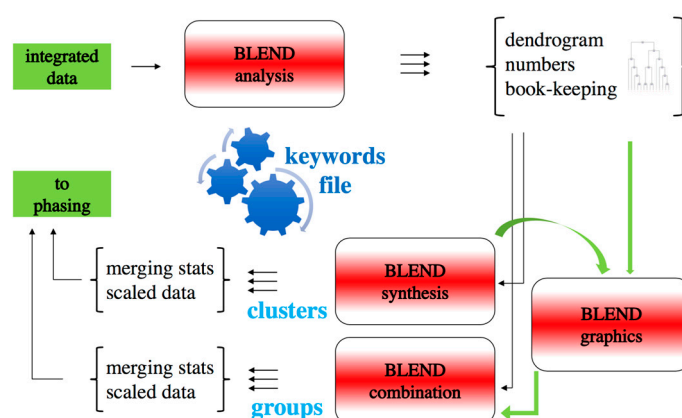 integrated
data
BLEND
analysis
dendrogram
numbers
book-keeping
keywords
file
to
phasing
merging stats
scaled data
clusters
BLEND
synthesis
BLEND
graphics
merging stats
scaled data
groups
BLEND
combination